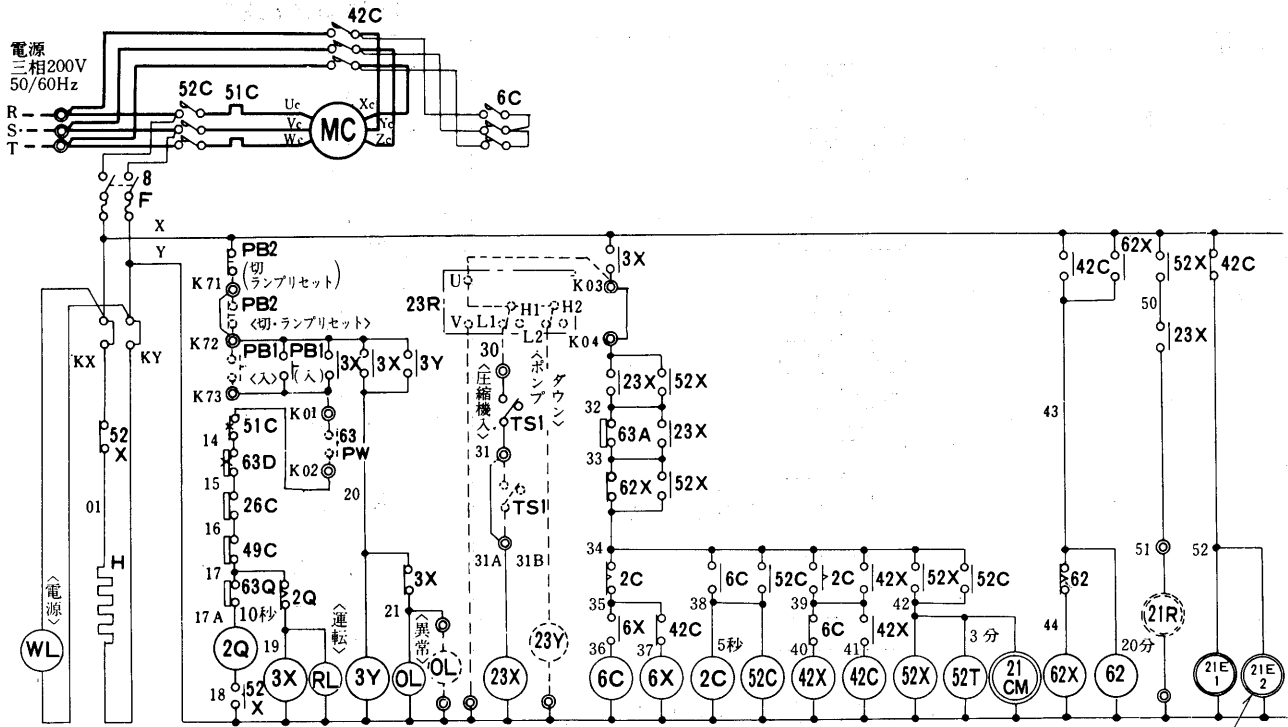 42C
電源
三相200V
50/60Hz
52C
51C
6C
R
S
T
Uc
Vc
Wc
MC
Xc
Yc
Zc
8
F
X
Y
PB2
(切
ランプリセット)
K71
PB2
〈切・ランプリセット〉
K72
PB1
〈入〉
PB1
(入)
3X
3X
3Y
K73
23R
U
V
L1
H1
H2
L2
K03
3X
K04
30
〈圧縮機入〉
〈ポンプ
ダウン〉
TS1
31
TS1
31A
31B
KX
KY
52
X
01
H
〈電源〉
WL
51C
14
63D
15
26C
16
49C
17
63Q
17A
10秒
2Q
2Q
18
52
X
19
3X
〈運転〉
RL
K01
63
PW
K02
20
3Y
3X
21
〈異常〉
OL
OL
23X
23Y
23X
52X
32
63A
23X
33
62X
52X
34
2C
6C
52C
2C
42X
52X
52C
35
38
39
42
6X
42C
6C
42X
36
37
5秒
40
41
3分
6C
6X
2C
52C
42X
42C
52X
52T
21
CM
42C
62X
43
62
44
20分
62X
62
52X
50
23X
51
21R
42C
52
21E
1
21E
2